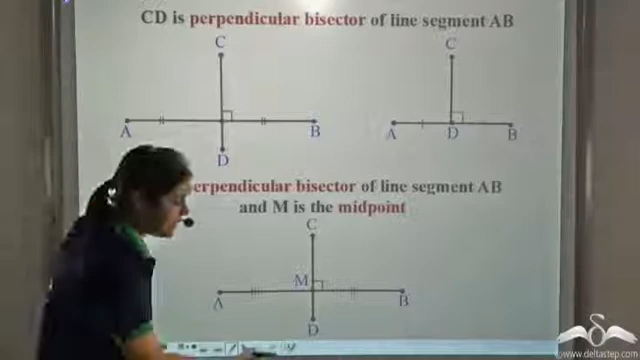 CD is perpendicular bisector of line segment AB
C
A
B
D
C
A
D
B
erpendicular bisector of line segment AB
and M is the midpoint
C
M
A
B
D
www.deltastep.com